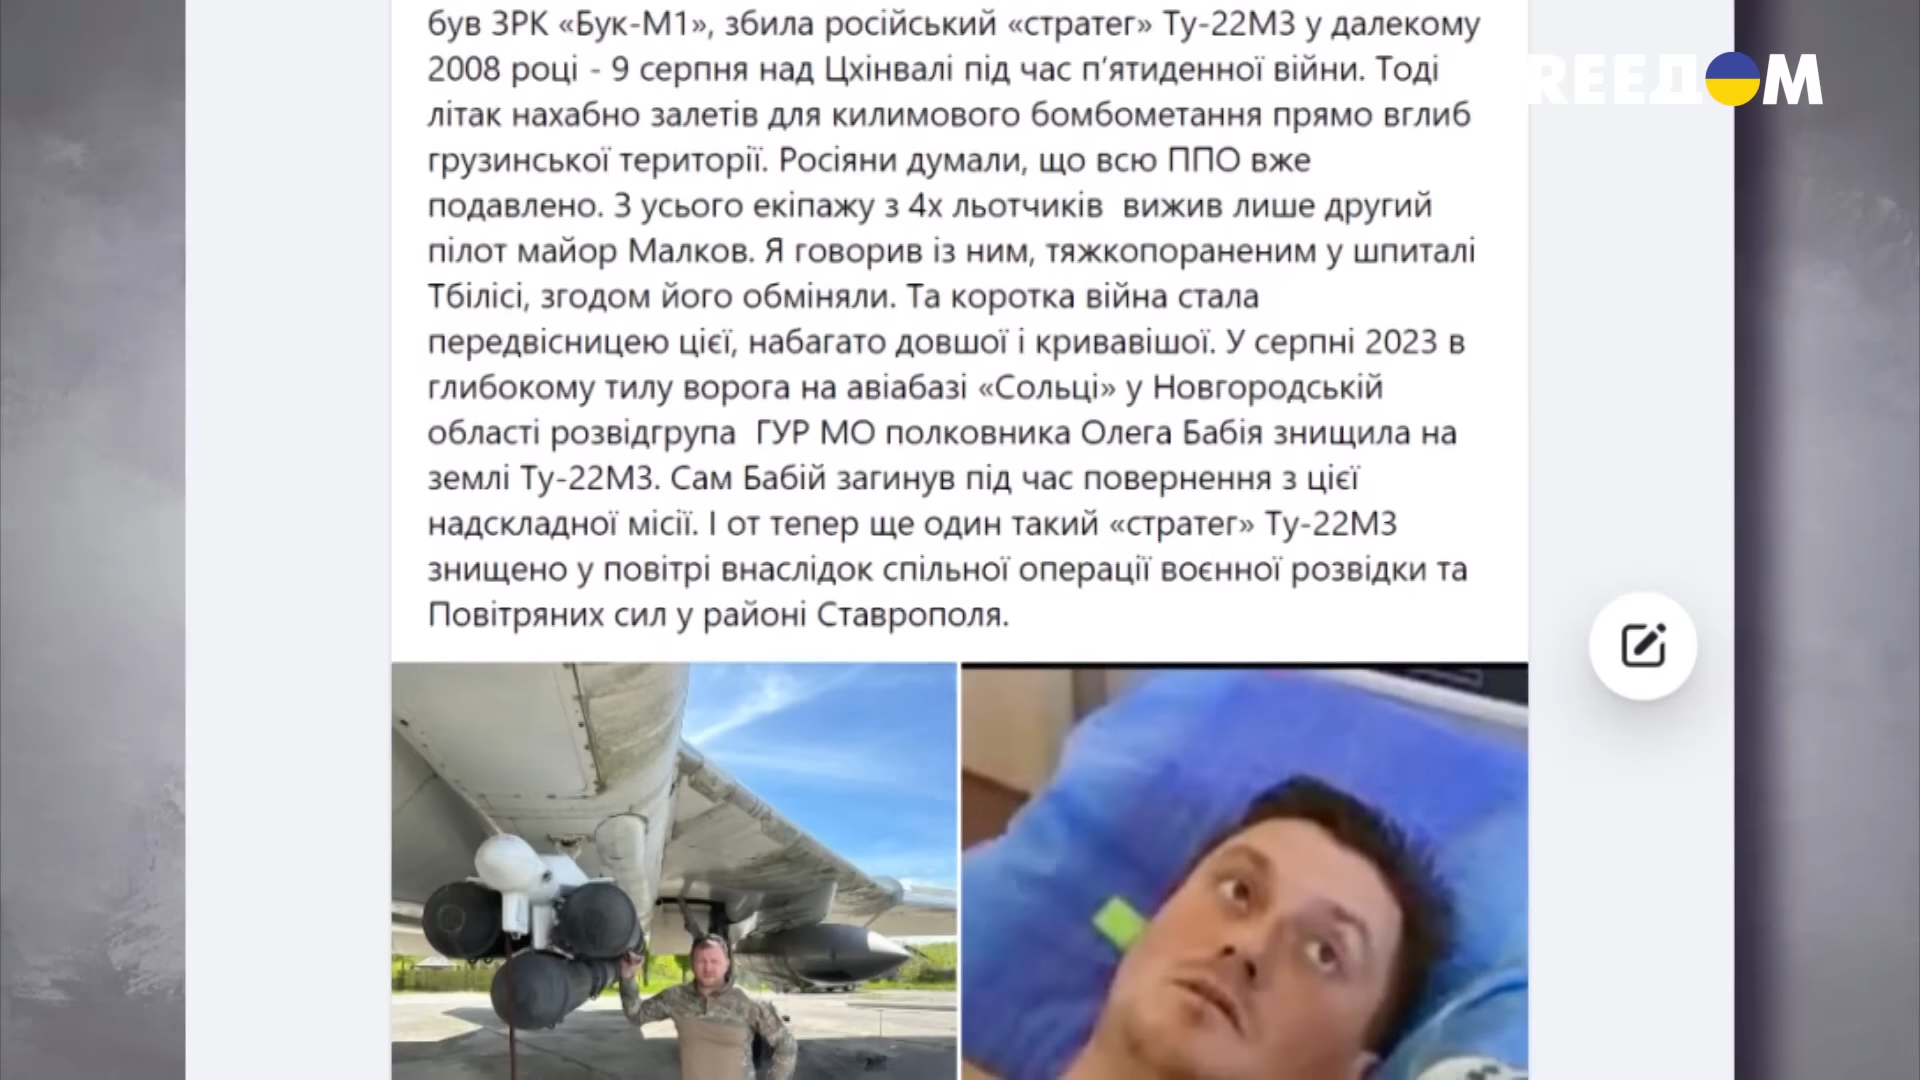 був ЗРК «Бук-М1», збила російський «стратег» Ту-22М3 у далекому
2008 році - 9 серпня над Цхінвалі під час п’ятиденної війни. Тоді
літак нахабно залетів для килимового бомбометання прямо вглиб
грузинської території. Росіяни думали, що всю ППО вже
подавлено. З усього екіпажу з 4х льотчиків вижив лише другий
пілот майор Малков. Я говорив із ним, тяжкопораненим у шпиталі
Тбілісі, згодом його обміняли. Та коротка війна стала
передвісницею цієї, набагато довшої і кривавішої. У серпні 2023 в
глибокому тилу ворога на авіабазі «Сольці» у Новгородській
області розвідгрупа ГУР МО полковника Олега Бабія знищила на
землі Ту-22М3. Сам Бабій загинув під час повернення з цієї
надскладної місії. І от тепер ще один такий «стратег» Ту-22М3
знищено у повітрі внаслідок спільної операції воєнної розвідки та
Повітряних сил у районі Ставрополя.
REEДОМ